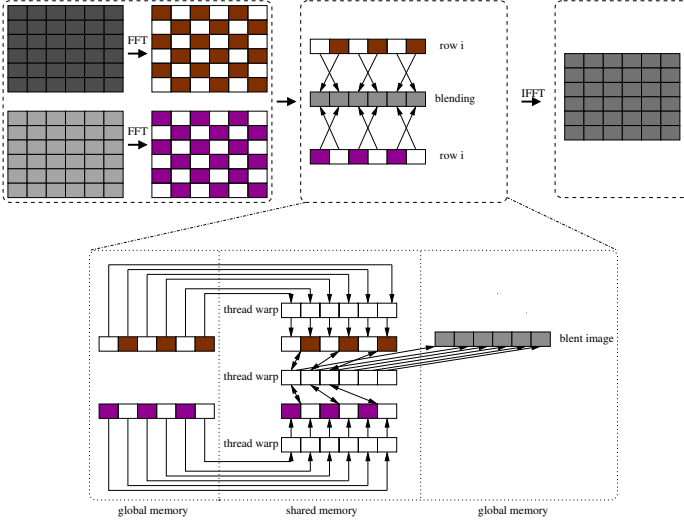 FFT
row i
IFFT
blending
FFT
row i
thread warp
blent image
thread warp
thread warp
global memory
shared memory
global memory